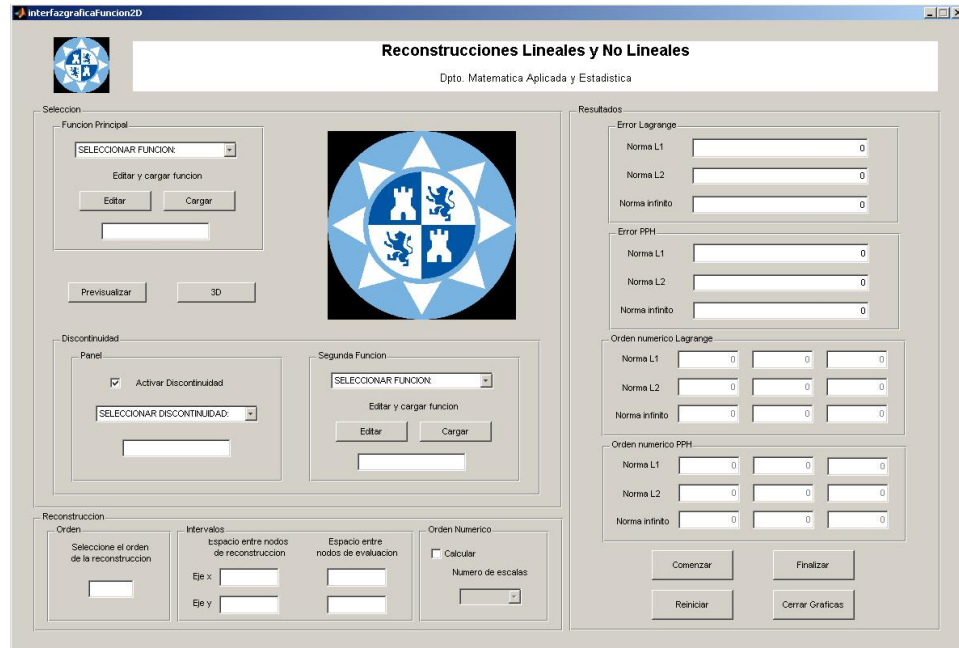 interfazgraficaFuncion2D
Reconstrucciones Lineales y No Lineales
Dpto. Matematica Aplicada y Estadistica
Seleccion
Funcion Principal
SELECCIONAR FUNCION:
Editar y cargar funcion
Editar
Cargar
Previsualizar
3D
Discontinuidad
Panel
Activar Discontinuidad
SELECCIONAR DISCONTINUIDAD:
Segunda Funcion
SELECCIONAR FUNCION:
Editar y cargar funcion
Editar
Cargar
Reconstruccion
Orden
Seleccione el orden
de la reconstruccion
Intervalos
Espacio entre nodos
de reconstruccion
Espacio entre
nodos de evaluacion
Eje x
Eje y
Orden Numerico
Calcular
Numero de escalas
Resultados
Error Lagrange
Norma L1 0
Norma L2 0
Norma infinito 0
Error PPH
Norma L1 0
Norma L2 0
Norma infinito 0
Orden numerico Lagrange
Norma L1 0 0 0
Norma L2 0 0 0
Norma infinito 0 0 0
Orden numerico PPH
Norma L1 0 0 0
Norma L2 0 0 0
Norma infinito 0 0 0
Comenzar
Finalizar
Reiniciar
Cerrar Graficas